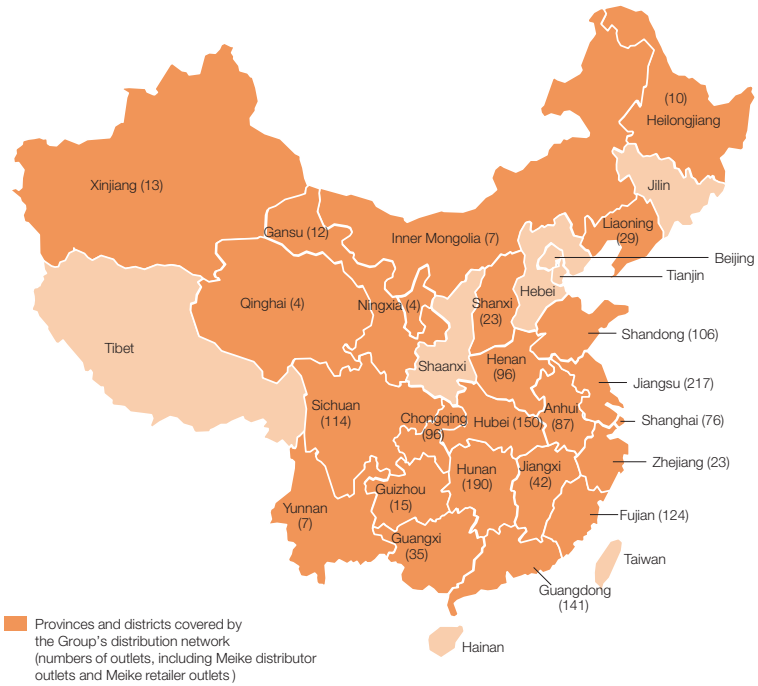 (10)
Heilongjiang
Xinjiang (13)
Jilin
Gansu (12)
Inner Mongolia (7)
Liaoning
(29)
Beijing
Tianjin
Hebei
Qinghai (4)
Ningxia (4)
Shanxi
(23)
Shandong (106)
Tibet
Shaanxi
Henan
(96)
Jiangsu (217)
Sichuan
(114)
Chongqing
(96)
Hubei (150)
Anhui
(87)
Shanghai (76)
Zhejiang (23)
Hunan
(190)
Jiangxi
(42)
Guizhou
(15)
Yunnan
(7)
Fujian (124)
Guangxi
(35)
Taiwan
Guangdong
(141)
Hainan
Provinces and districts covered by
the Group's distribution network
(numbers of outlets, including Meike distributor
outlets and Meike retailer outlets)